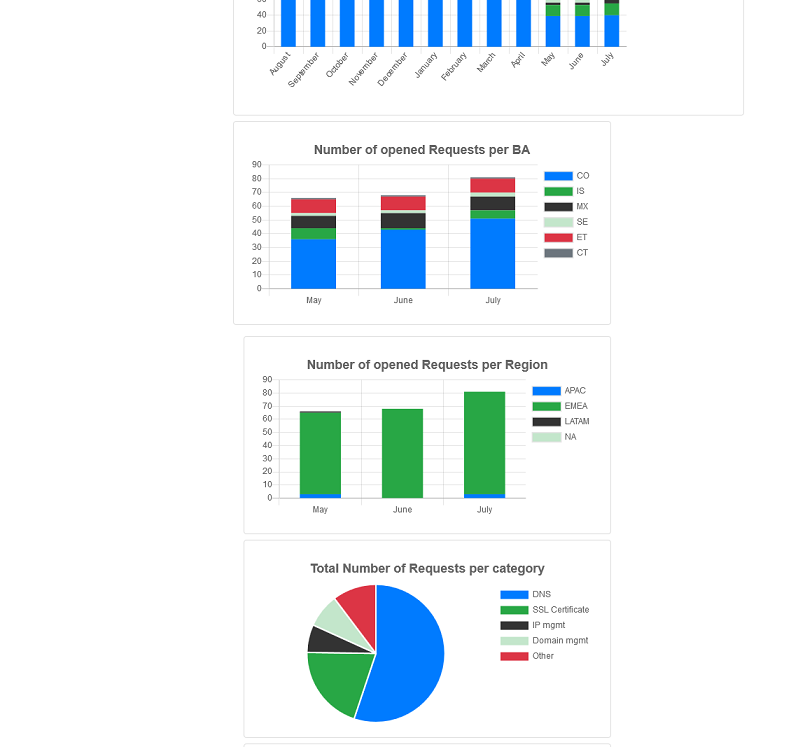 40
20
0
August September October November December January February March April May June July
Number of opened Requests per BA
90
80
70
60
50
40
30
20
10
0
May June July
CO
IS
MX
SE
ET
CT
Number of opened Requests per Region
90
80
70
60
50
40
30
20
10
0
May June July
APAC
EMEA
LATAM
NA
Total Number of Requests per category
DNS
SSL Certificate
IP mgmt
Domain mgmt
Other